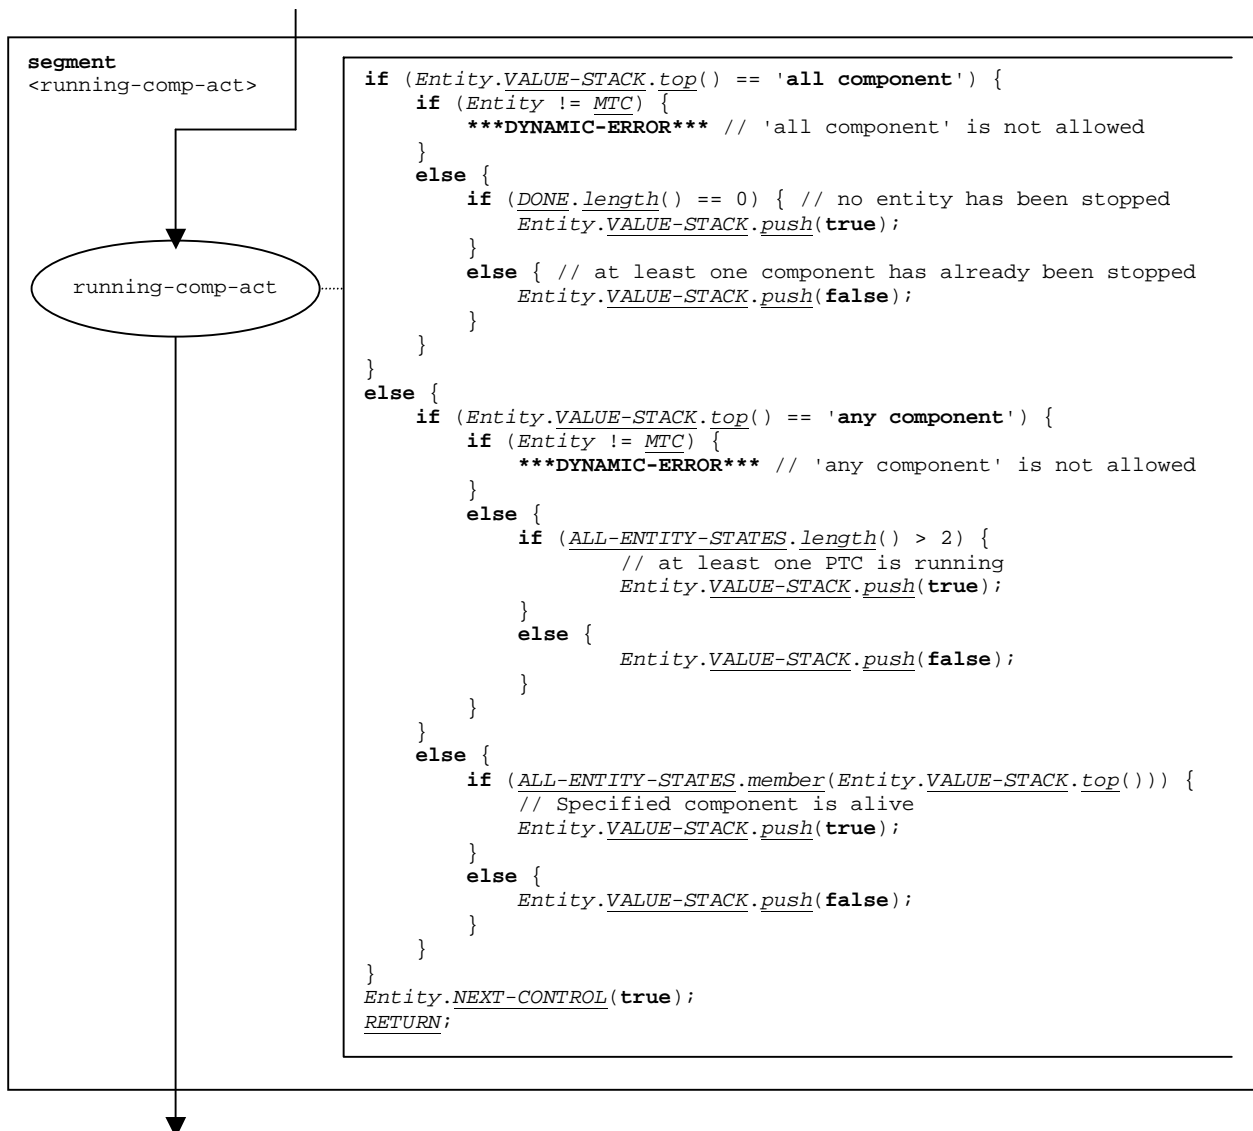 segment
<running-comp-act>
running-comp-act
if (Entity.VALUE-STACK.top() == 'all component') {
if (Entity != MTC) {
***DYNAMIC-ERROR*** // 'all component' is not allowed
}
else {
if (DONE.length() == 0) { // no entity has been stopped
Entity.VALUE-STACK.push(true);
}
else { // at least one component has already been stopped
Entity.VALUE-STACK.push(false);
}
}
}
else {
if (Entity.VALUE-STACK.top() == 'any component') {
if (Entity != MTC) {
***DYNAMIC-ERROR*** // 'any component' is not allowed
}
else {
if (ALL-ENTITY-STATES.length() > 2) {
// at least one PTC is running
Entity.VALUE-STACK.push(true);
}
else {
Entity.VALUE-STACK.push(false);
}
}
}
else {
if (ALL-ENTITY-STATES.member(Entity.VALUE-STACK.top())) {
// Specified component is alive
Entity.VALUE-STACK.push(true);
}
else {
Entity.VALUE-STACK.push(false);
}
}
}
Entity.NEXT-CONTROL(true);
RETURN;